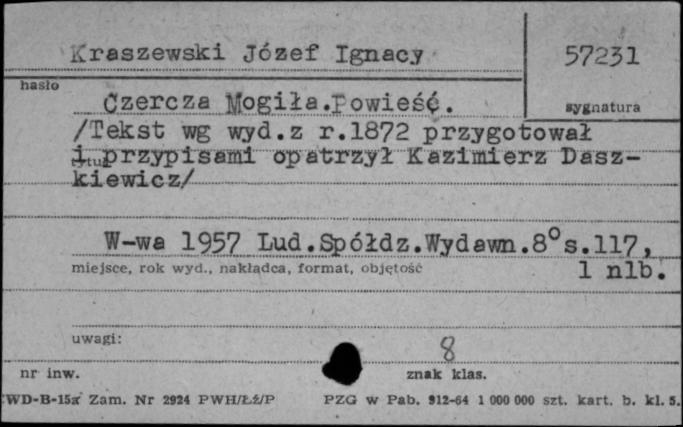 Kraszewski Józef Ignacy
57231
hasło
sygnatura
Czercza Mogiła.Powieść.
/Tekst wg wyd.z r.1872 przygotował
i przypisami opatrzył Kazimierz Dasz-
tytuł
kiewicz/
W-wa 1957 Lud.Spółdz.Wydawn.8°s.117,
miejsce, rok wyd., nakładca, format, objętość
1 nlb.
uwagi:
8
nr inw.
znak klas.
CWD-B-15a Zam. Nr 2924 PWH/Łż/P
PZG w Pab. 912-64 1 000 000 szt. kart. b. kl. 5.